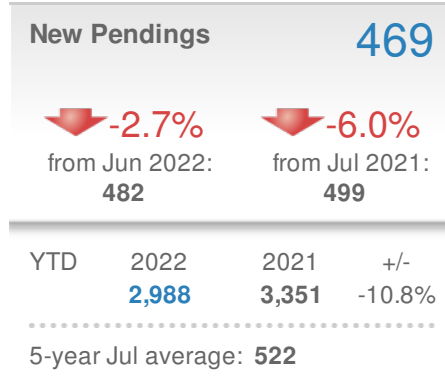 New Pendings 469
-2.7% -6.0%
from Jun 2022: from Jul 2021:
482 499
YTD 2022 2021 +/-
2,988 3,351 -10.8%
5-year Jul average: 522